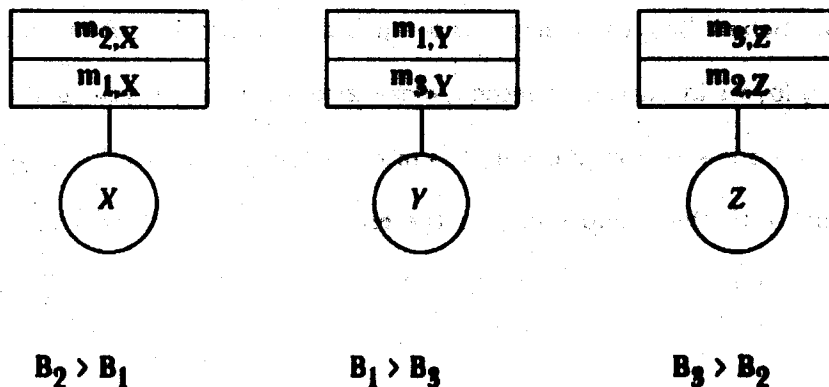 m2,X m1,Y m3,Z
m1,X m3,Y m2,Z
X Y Z
B2 > B1 B1 > B3 B3 > B2